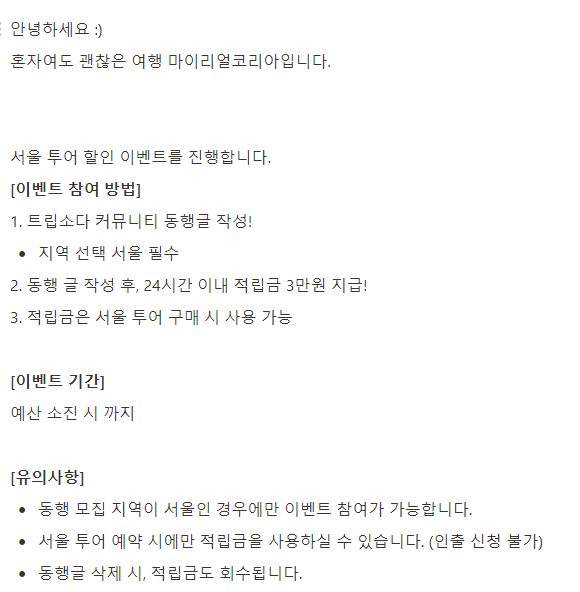 안녕하세요 :)
혼자여도 괜찮은 여행 마이리얼코리아입니다.
서울 투어 할인 이벤트를 진행합니다.
[이벤트 참여 방법]
1. 트립소다 커뮤니티 동행글 작성!
• 지역 선택 서울 필수
2. 동행 글 작성 후, 24시간 이내 적립금 3만원 지급!
3. 적립금은 서울 투어 구매 시 사용 가능
[이벤트 기간]
예산 소진 시 까지
[유의사항]
• 동행 모집 지역이 서울인 경우에만 이벤트 참여가 가능합니다.
• 서울 투어 예약 시에만 적립금을 사용하실 수 있습니다. (인출 신청 불가)
• 동행글 삭제 시, 적립금도 회수됩니다.